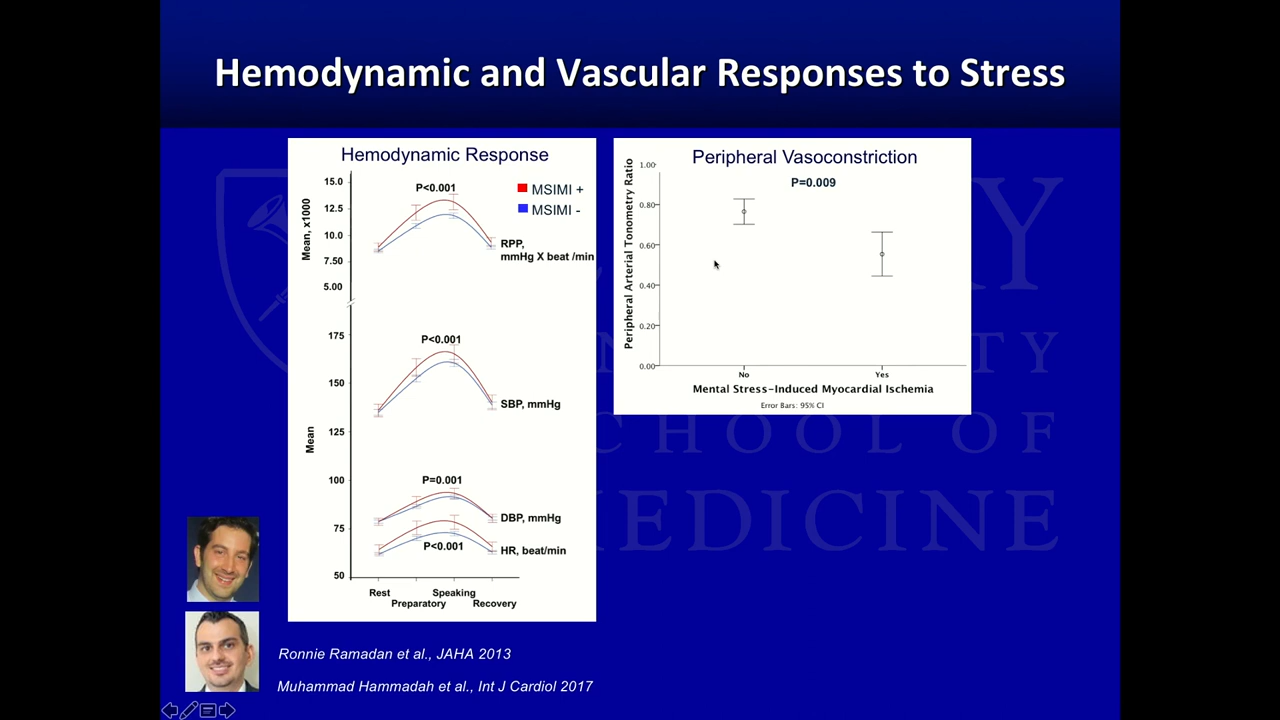 Hemodynamic and Vascular Responses to Stress
Hemodynamic Response
15.0
12.5
10.0
7.50
5.00
Mean, x1000
P<0.001
MSIMI +
MSIMI -
RPP,
mmHg X beat /min
175
150
125
100
75
50
Mean
P<0.001
SBP, mmHg
P=0.001
DBP, mmHg
P<0.001
HR, beat/min
Rest
Preparatory
Speaking
Recovery
Peripheral Vasoconstriction
P=0.009
Peripheral Arterial Tonometry Ratio
1.00
0.80
0.60
0.40
0.20
0.00
No
Yes
Mental Stress-Induced Myocardial Ischemia
Error Bars: 95% CI
RY
TY
CHOOL OF
EDICINE
Ronnie Ramadan et al., JAHA 2013
Muhammad Hammadah et al., Int J Cardiol 2017